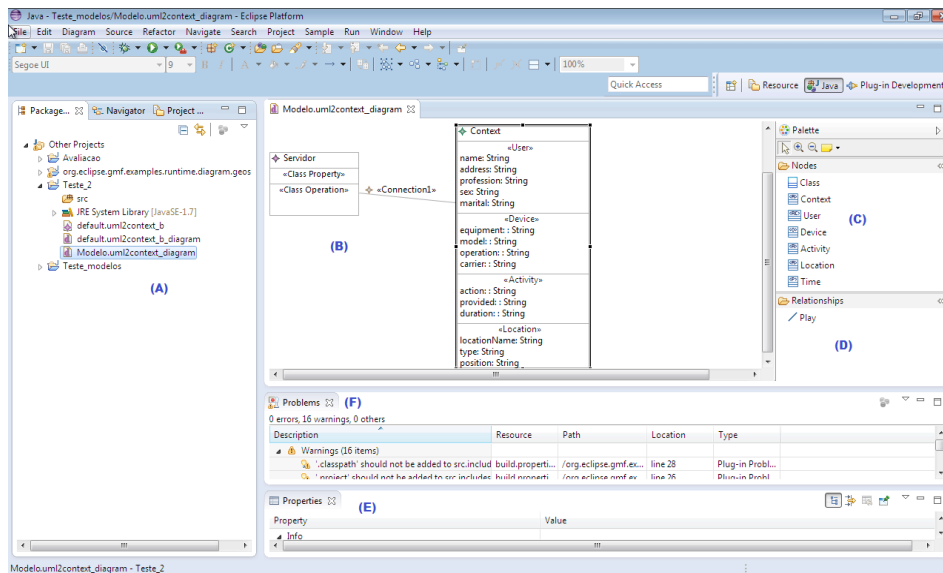 Java - Teste_modelos/Modelo.uml2context_diagram - Eclipse Platform
File Edit Diagram Source Refactor Navigate Search Project Sample Run Window Help
Segoe UI 9 B I A 100%
Quick Access Resource Java Plug-in Development
Package... Navigator Project ...
Other Projects
Avaliacao
org.eclipse.gmf.examples.runtime.diagram.geos
Teste_2
src
JRE System Library [JavaSE-1.7]
default.uml2context_b
default.uml2context_b_diagram
Modelo.uml2context_diagram
Teste_modelos
(A)
Modelo.uml2context_diagram
Servidor
«Class Property»
«Class Operation»
«Connection1»
(B)
Context
«User»
name: String
address: String
profession: String
sex: String
marital: String
«Device»
equipment: : String
model: : String
operation: : String
carrier: : String
«Activity»
action: : String
provided: : String
duration: : String
«Location»
locationName: String
type: String
position: String
Palette
Nodes
Class
Context
User
(C)
Device
Activity
Location
Time
Relationships
Play
(D)
Problems (F)
0 errors, 16 warnings, 0 others
Description Resource Path Location Type
Warnings (16 items)
'.classpath' should not be added to src.includ build.properti... /org.eclipse.gmf.ex... line 28 Plug-in Probl...
'.project' should not be added to src.includes build.properti... /org.eclipse.gmf.ex... line 26 Plug-in Probl...
Properties (E)
Property Value
Info
Modelo.uml2context_diagram - Teste_2